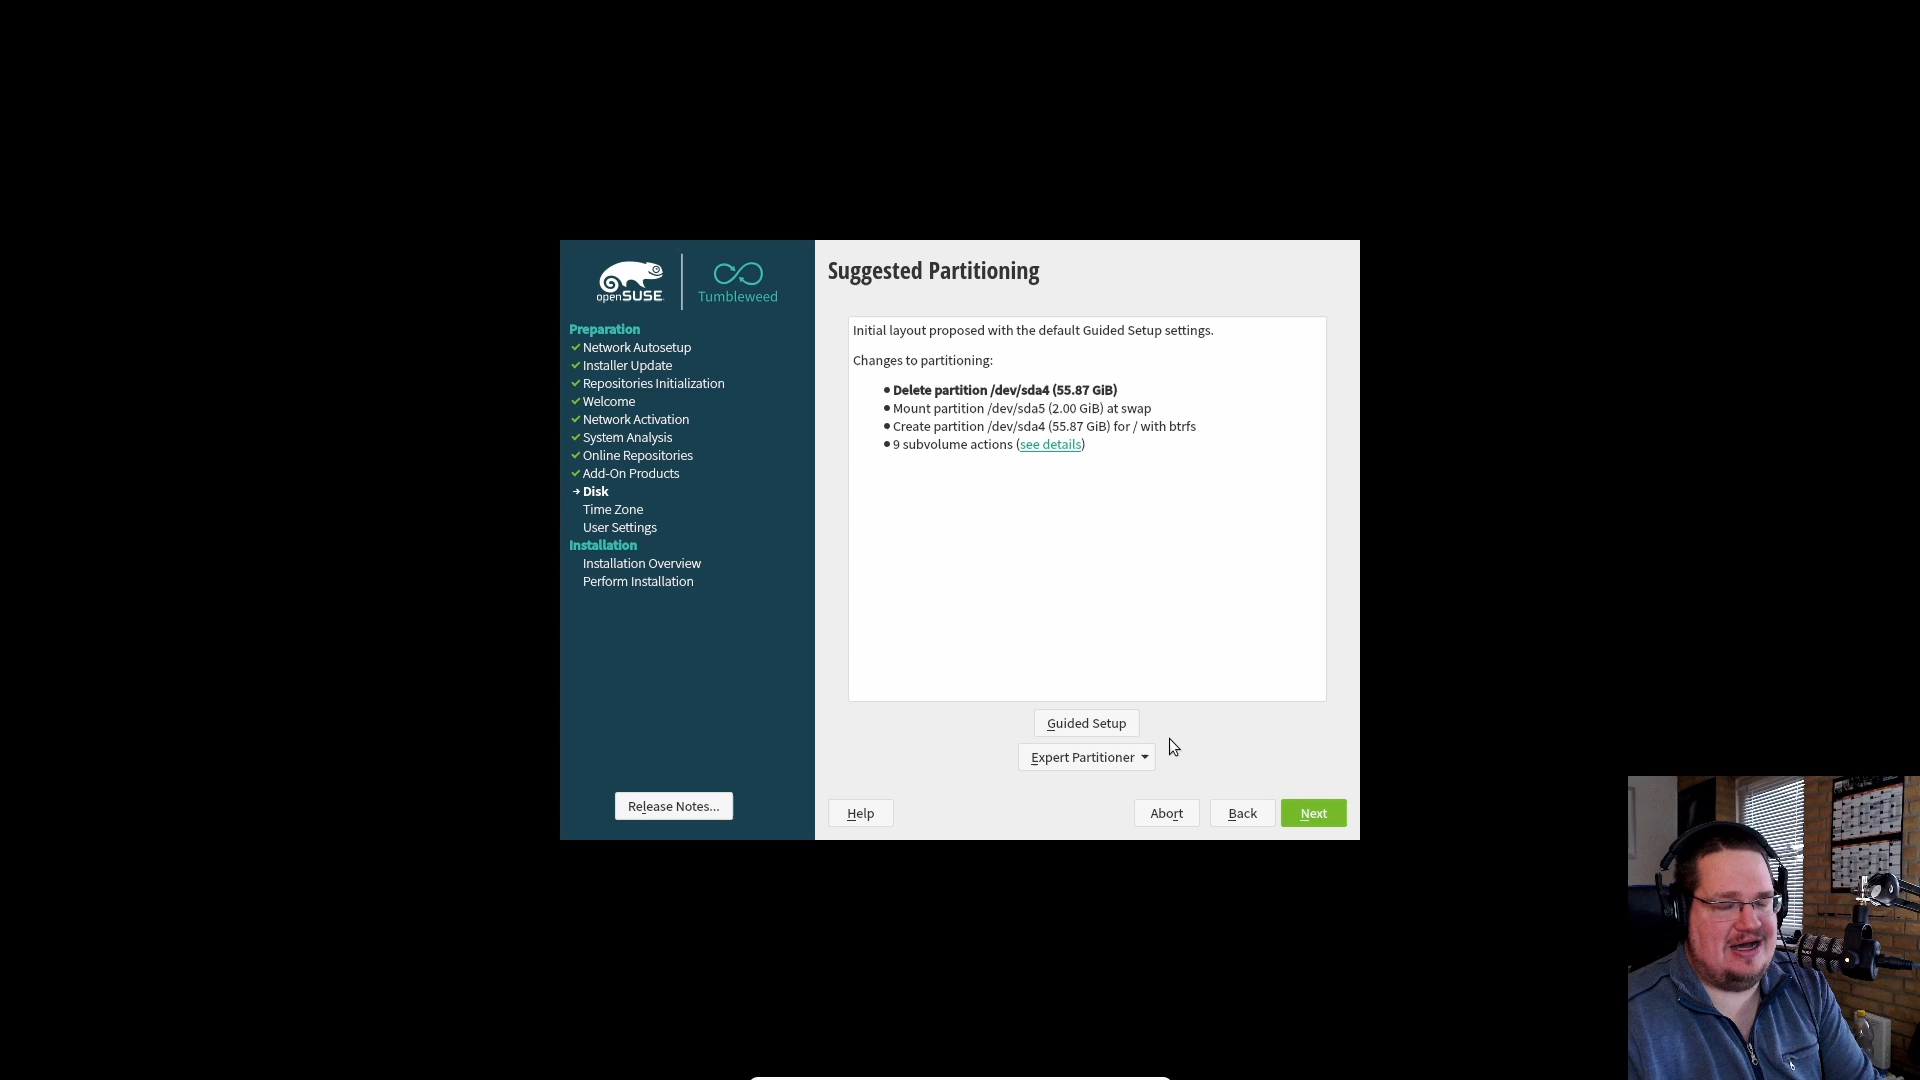 openSUSE
Tumbleweed
Preparation
Network Autosetup
Installer Update
Repositories Initialization
Welcome
Network Activation
System Analysis
Online Repositories
Add-On Products
Disk
Time Zone
User Settings
Installation
Installation Overview
Perform Installation
Release Notes...
Suggested Partitioning
Initial layout proposed with the default Guided Setup settings.
Changes to partitioning:
Delete partition /dev/sda4 (55.87 GiB)
Mount partition /dev/sda5 (2.00 GiB) at swap
Create partition /dev/sda4 (55.87 GiB) for / with btrfs
9 subvolume actions (see details)
Guided Setup
Expert Partitioner
Help
Abort
Back
Next